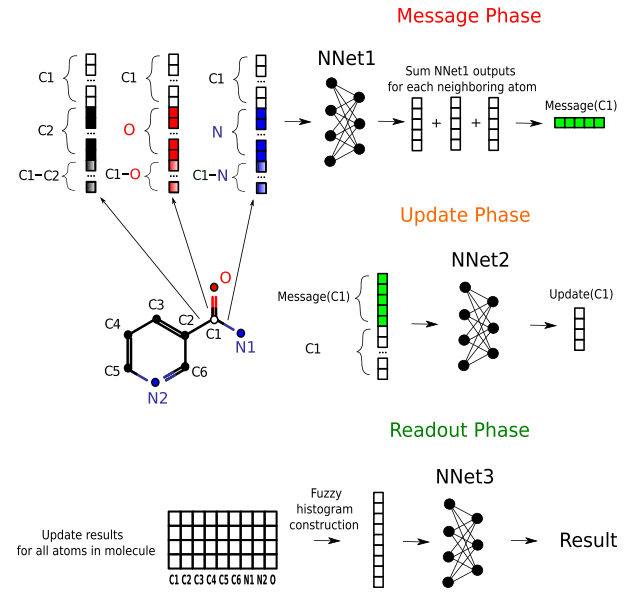 Message Phase
NNet1
C1
C1
C1
C2
O
N
C1–C2
C1–O
C1–N
...
...
...
...
...
...
...
...
...
Sum NNet1 outputs
for each neighboring atom
+ +
Message(C1)
Update Phase
NNet2
Message(C1)
C1
...
Update(C1)
O
C3
C2
C1
C4
N1
C5
C6
N2
Readout Phase
NNet3
Update results
for all atoms in molecule
C1 C2 C3 C4 C5 C6 N1 N2 O
Fuzzy
histogram
construction
Result